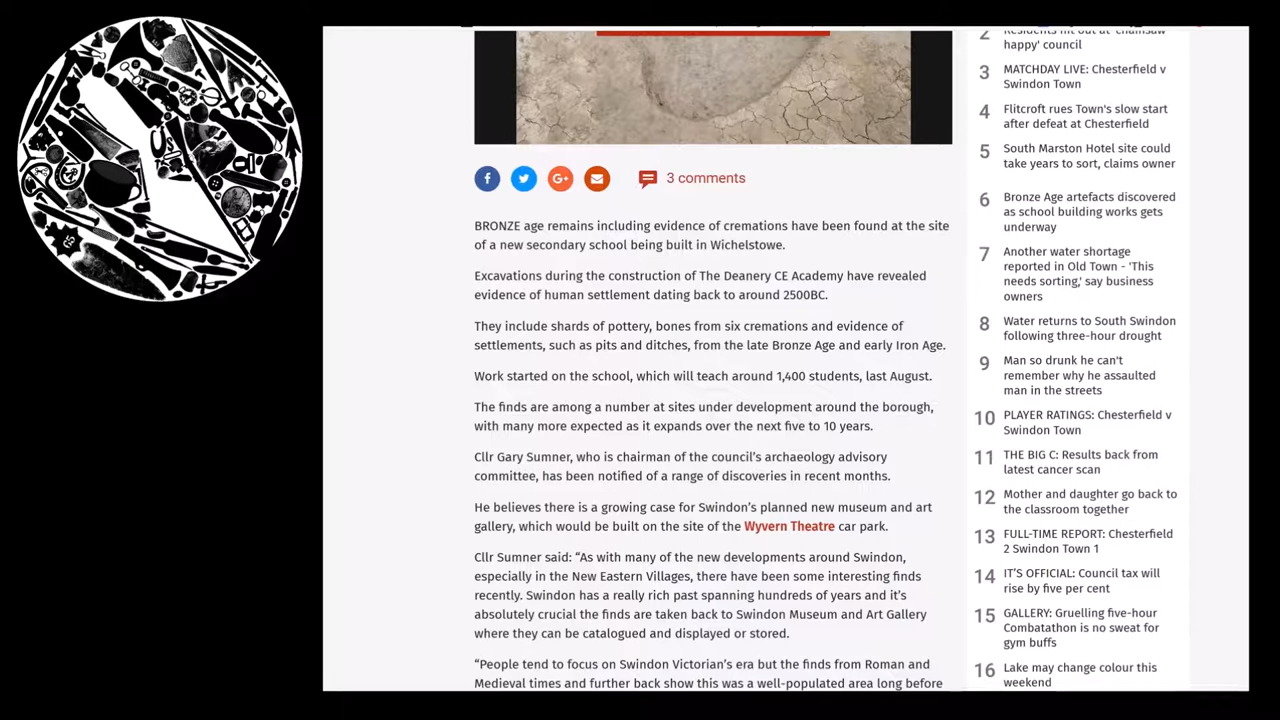 3 comments
BRONZE age remains including evidence of cremations have been found at the site
of a new secondary school being built in Wichelstowe.
Excavations during the construction of The Deanery CE Academy have revealed
evidence of human settlement dating back to around 2500BC.
They include shards of pottery, bones from six cremations and evidence of
settlements, such as pits and ditches, from the late Bronze Age and early Iron Age.
Work started on the school, which will teach around 1,400 students, last August.
The finds are among a number at sites under development around the borough,
with many more expected as it expands over the next five to 10 years.
Cllr Gary Sumner, who is chairman of the council's archaeology advisory
committee, has been notified of a range of discoveries in recent months.
He believes there is a growing case for Swindon's planned new museum and art
gallery, which would be built on the site of the Wyvern Theatre car park.
Cllr Sumner said: “As with many of the new developments around Swindon,
especially in the New Eastern Villages, there have been some interesting finds
recently. Swindon has a really rich past spanning hundreds of years and it's
absolutely crucial the finds are taken back to Swindon Museum and Art Gallery
where they can be catalogued and displayed or stored.
“People tend to focus on Swindon Victorian's era but the finds from Roman and
Medieval times and further back show this was a well-populated area long before
2 Residents hit out at 'chainsaw
happy' council
3 MATCHDAY LIVE: Chesterfield v
Swindon Town
4 Flitcroft rues Town's slow start
after defeat at Chesterfield
5 South Marston Hotel site could
take years to sort, claims owner
6 Bronze Age artefacts discovered
as school building works gets
underway
7 Another water shortage
reported in Old Town - 'This
needs sorting,' say business
owners
8 Water returns to South Swindon
following three-hour drought
9 Man so drunk he can't
remember why he assaulted
man in the streets
10 PLAYER RATINGS: Chesterfield v
Swindon Town
11 THE BIG C: Results back from
latest cancer scan
12 Mother and daughter go back to
the classroom together
13 FULL-TIME REPORT: Chesterfield
2 Swindon Town 1
14 IT'S OFFICIAL: Council tax will
rise by five per cent
15 GALLERY: Gruelling five-hour
Combatathon is no sweat for
gym buffs
16 Lake may change colour this
weekend